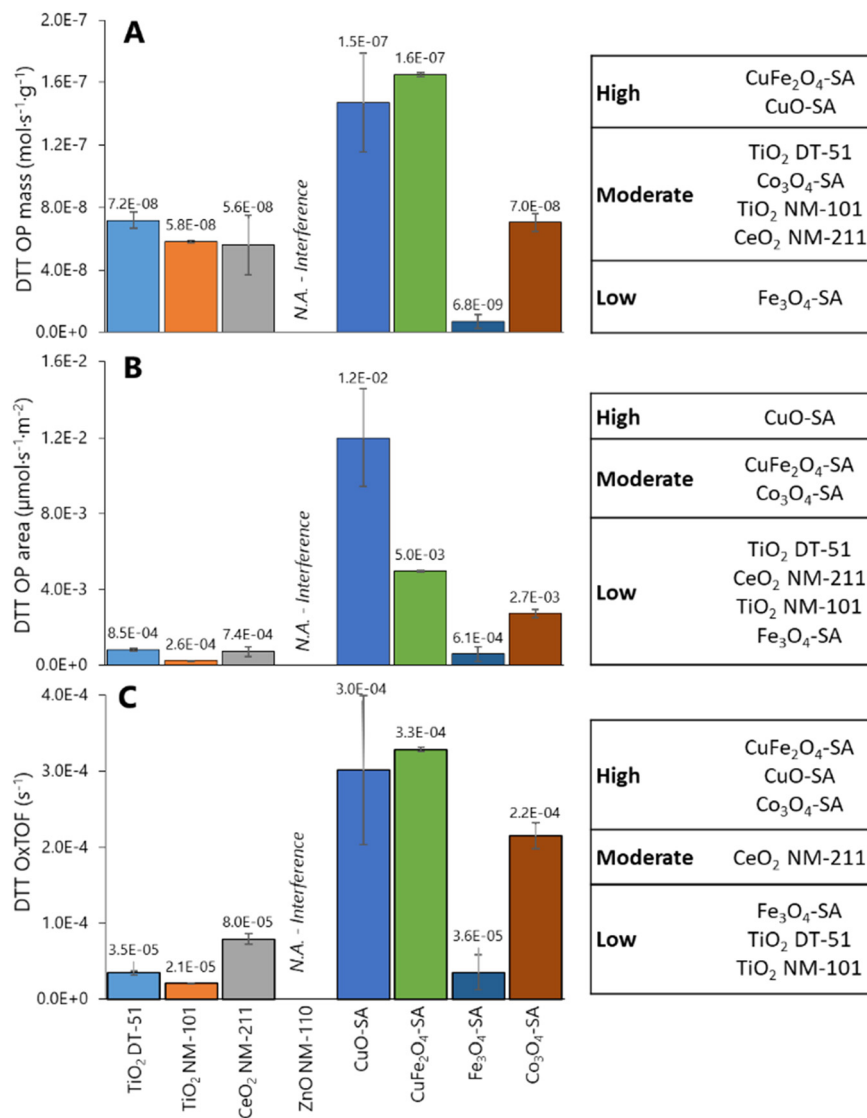 A
DTT OP mass (mol·s⁻¹·g⁻¹)
2.0E-7
1.6E-7
1.2E-7
8.0E-8
4.0E-8
0.0E+0
7.2E-08
5.8E-08
5.6E-08
N.A. - Interference
1.5E-07
1.6E-07
6.8E-09
7.0E-08
High
CuFe₂O₄-SA
CuO-SA
Moderate
TiO₂ DT-51
Co₃O₄-SA
TiO₂ NM-101
CeO₂ NM-211
Low
Fe₃O₄-SA
B
DTT OP area (µmol·s⁻¹·m⁻²)
1.6E-2
1.2E-2
8.0E-3
4.0E-3
0.0E+0
8.5E-04
2.6E-04
7.4E-04
N.A. - Interference
1.2E-02
5.0E-03
6.1E-04
2.7E-03
High
CuO-SA
Moderate
CuFe₂O₄-SA
Co₃O₄-SA
Low
TiO₂ DT-51
CeO₂ NM-211
TiO₂ NM-101
Fe₃O₄-SA
C
DTT OxTOF (s⁻¹)
4.0E-4
3.0E-4
2.0E-4
1.0E-4
0.0E+0
3.5E-05
2.1E-05
8.0E-05
N.A. - Interference
3.0E-04
3.3E-04
3.6E-05
2.2E-04
High
CuFe₂O₄-SA
CuO-SA
Co₃O₄-SA
Moderate
CeO₂ NM-211
Low
Fe₃O₄-SA
TiO₂ DT-51
TiO₂ NM-101
TiO₂ DT-51
TiO₂ NM-101
CeO₂ NM-211
ZnO NM-110
CuO-SA
CuFe₂O₄-SA
Fe₃O₄-SA
Co₃O₄-SA